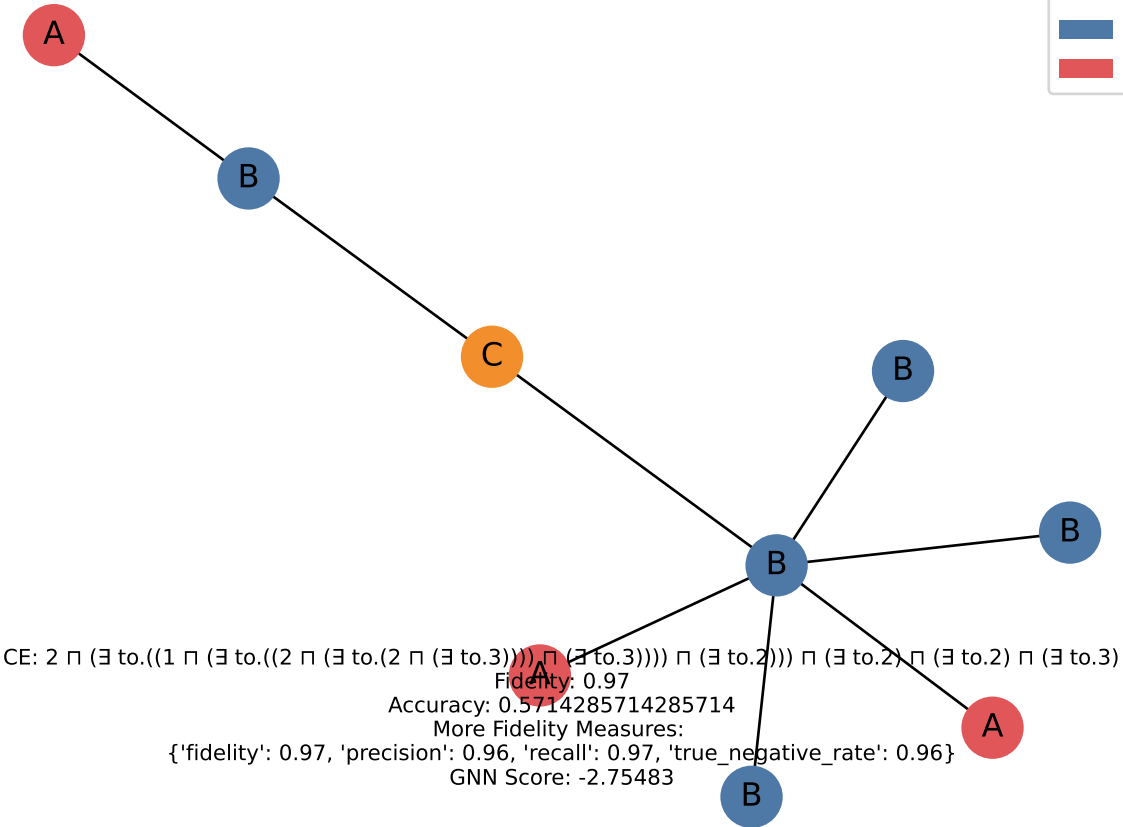 A
B
C
B
B
B
CE: 2 ⊓ (∃ to.((1 ⊓ (∃ to.((2 ⊓ (∃ to.(2 ⊓ (∃ to.3)))) ⊓ (∃ to.3)))) ⊓ (∃ to.2))) ⊓ (∃ to.2) ⊓ (∃ to.2) ⊓ (∃ to.3)
A
Fidelity: 0.97
Accuracy: 0.5714285714285714
A
More Fidelity Measures:
{'fidelity': 0.97, 'precision': 0.96, 'recall': 0.97, 'true_negative_rate': 0.96}
GNN Score: -2.75483
B